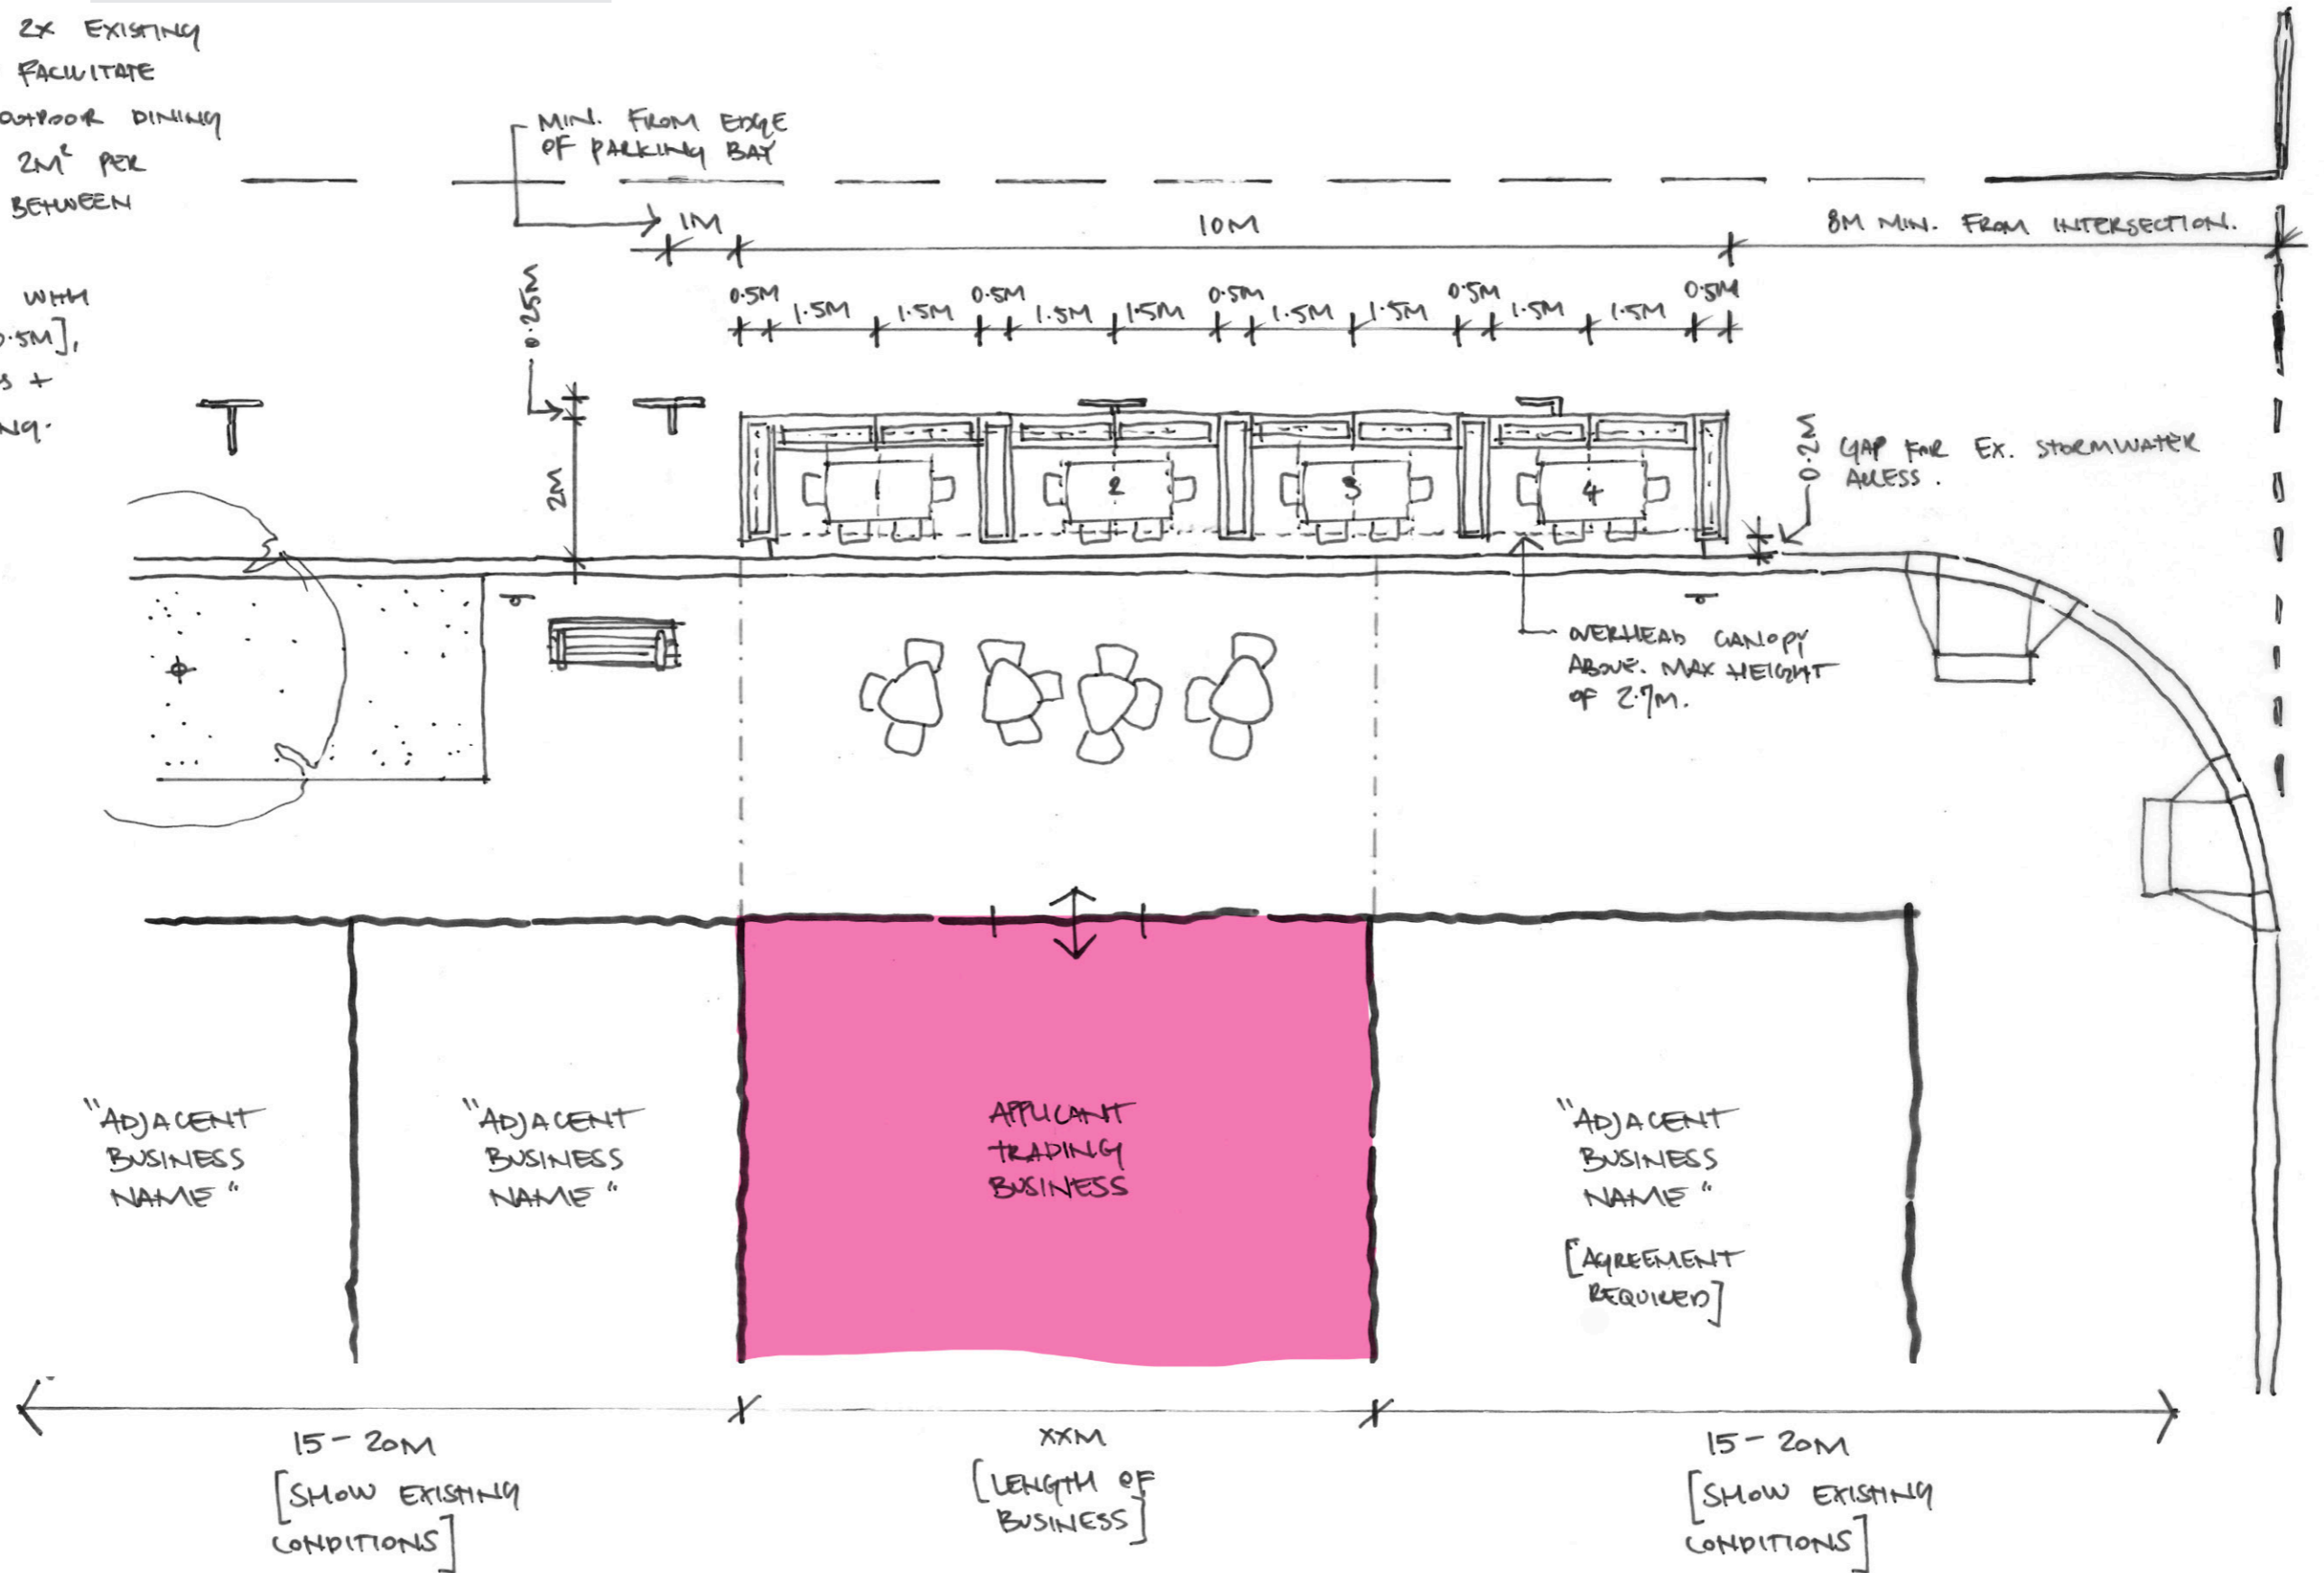 2X EXISTING
FACILITATE
OUTDOOR DINING
2M² PER
BETWEEN
WITH
0.5M],
S +
NG.
MIN. FROM EDGE
OF PARKING BAY
1M
10M
8M MIN. FROM INTERSECTION.
0.25M
2M
0.5M 1.5M 1.5M 0.5M 1.5M 1.5M 0.5M 1.5M 1.5M 0.5M 1.5M 1.5M 0.5M
1 2 3 4
0.2M
GAP FOR EX. STORMWATER
ACCESS.
OVERHEAD CANOPY
ABOVE. MAX HEIGHT
OF 2.7M.
"ADJACENT
BUSINESS
NAME"
"ADJACENT
BUSINESS
NAME"
APPLICANT
TRADING
BUSINESS
"ADJACENT
BUSINESS
NAME"
[AGREEMENT
REQUIRED]
15-20M
[SHOW EXISTING
CONDITIONS]
XXM
[LENGTH OF
BUSINESS]
15-20M
[SHOW EXISTING
CONDITIONS]